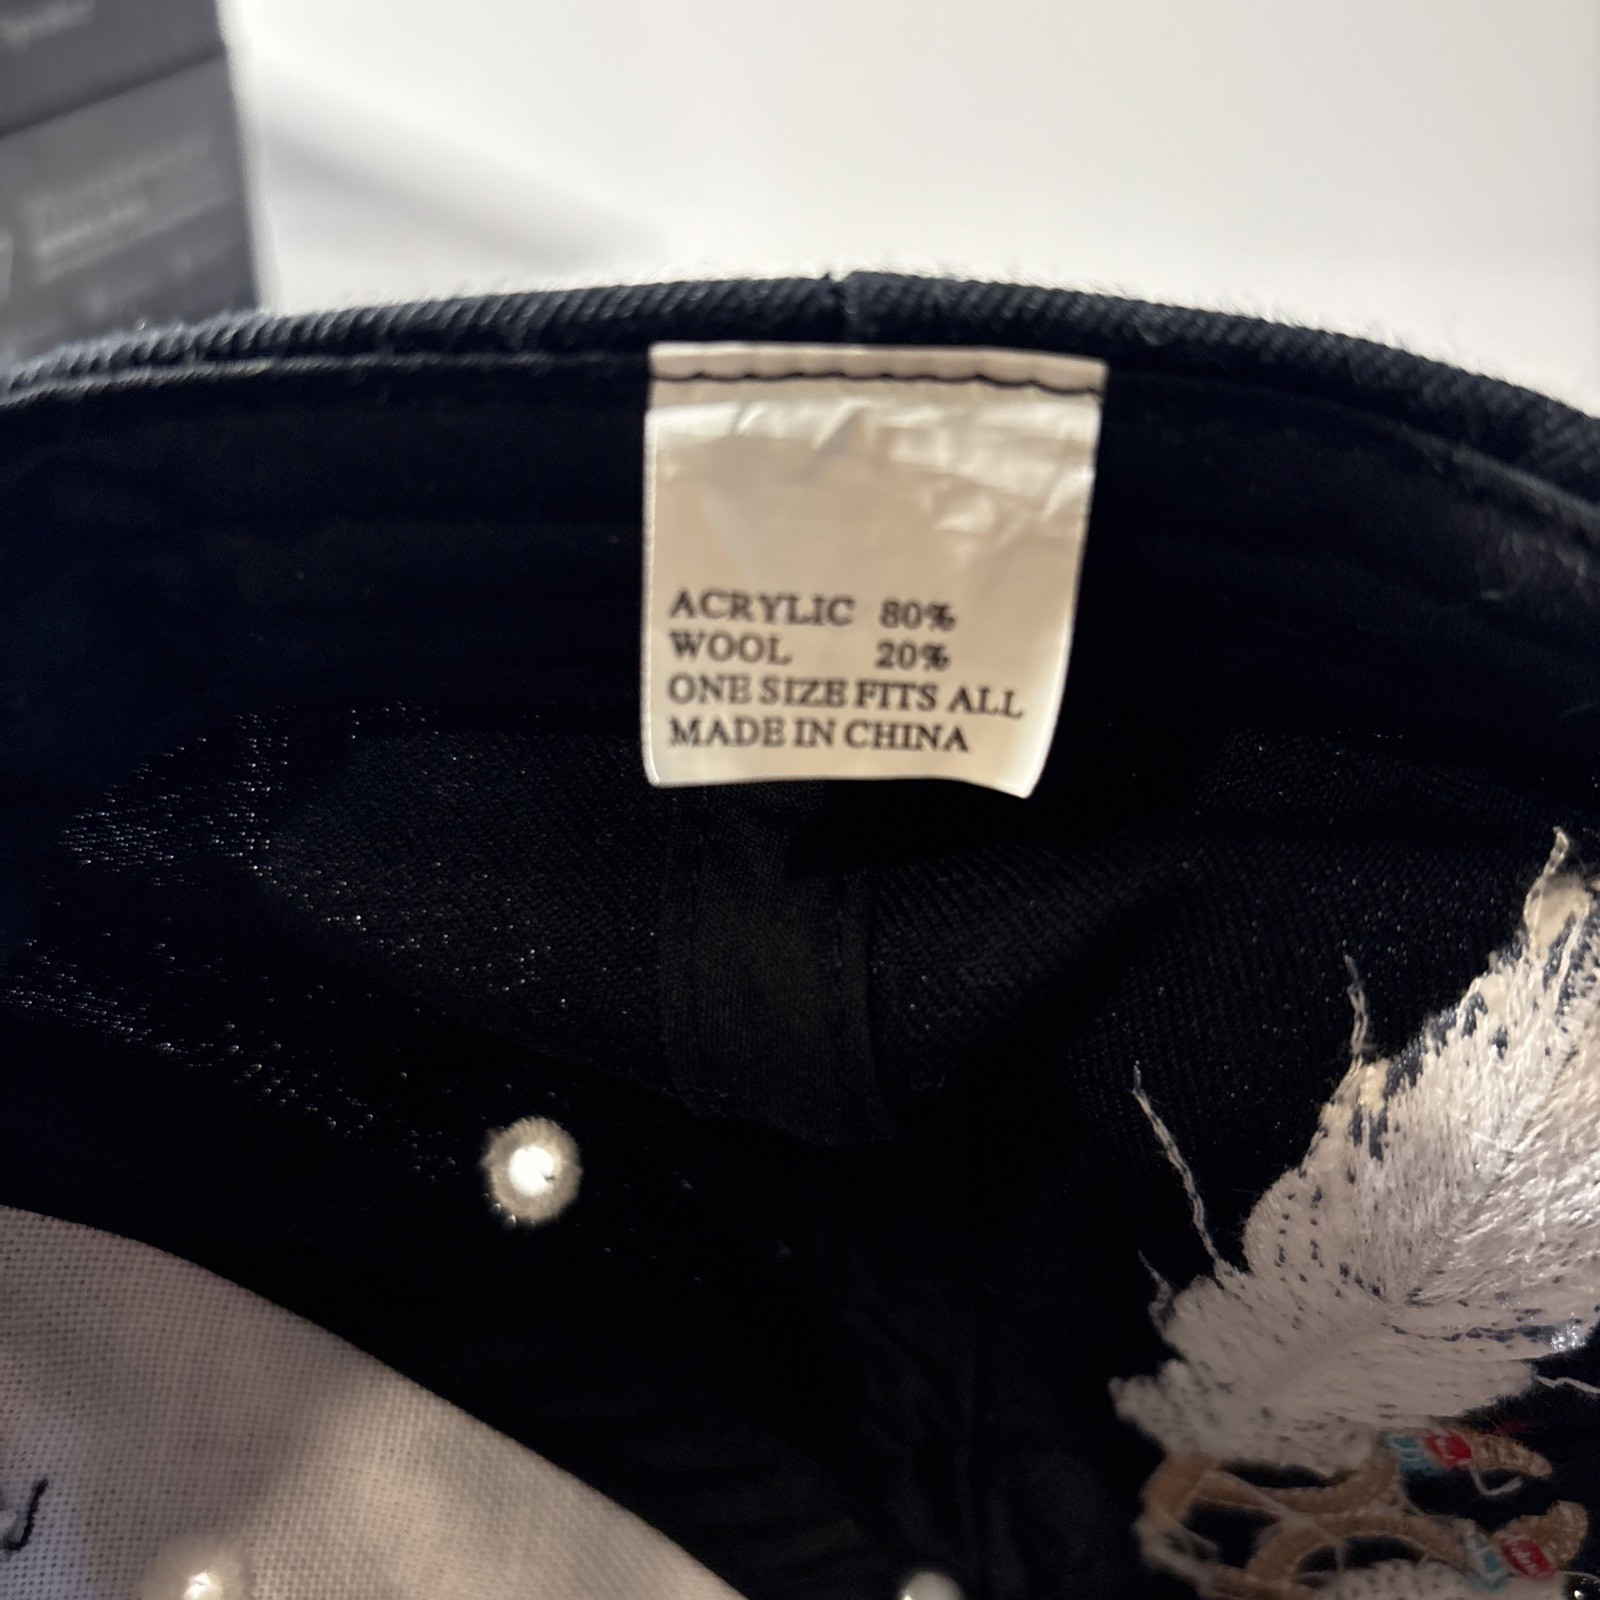 ACRYLIC 80%
WOOL 20%
ONE SIZE FITS ALL
MADE IN CHINA